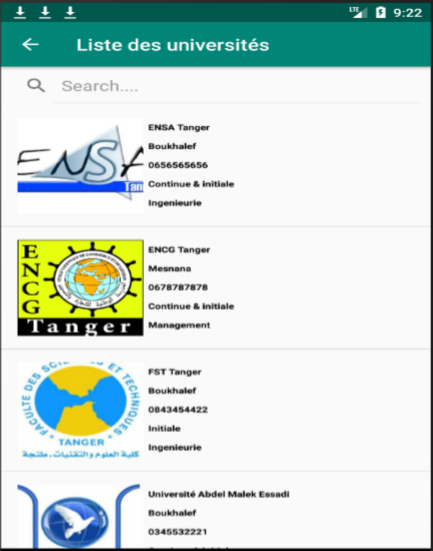 LTE 9:22
Liste des universités
Search....
ENSA
Tan
ENSA Tanger
Boukhalef
0656565656
Continue & initiale
Ingenieurie
ENCG
Tanger
ENCG Tanger
Mesnana
0678787878
Continue & initiale
Management
FACULTE DES SCIENCES ET TECHNIQUES
TANGER
كلية العلوم والتقنيات - طنجة
FST Tanger
Boukhalef
0843454422
Initiale
Ingenieurie
Université Abdel Malek Essadi
Boukhalef
0345532221